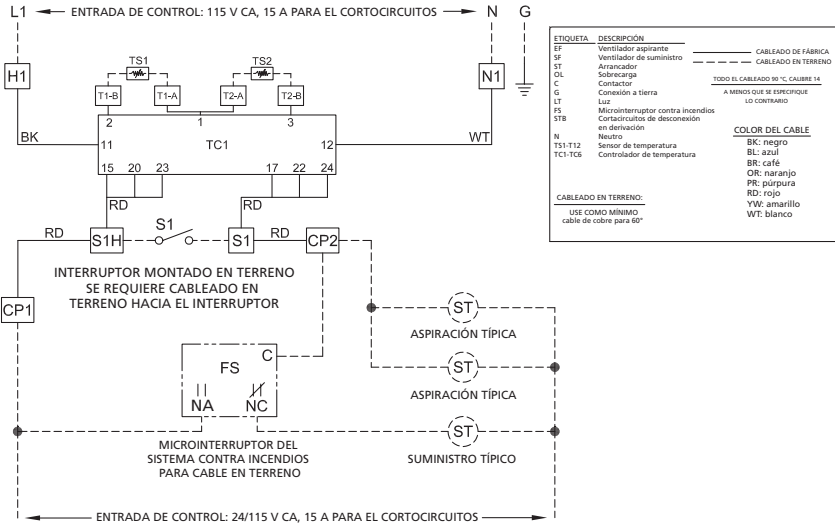 L1 ENTRADA DE CONTROL: 115 V CA, 15 A PARA EL CORTOCIRCUITOS N G
TS1 TS2
H1 N1
T1-B T1-A T2-A T2-B
2 1 3
BK 11 TC1 12 WT
15 20 23 17 22 24
RD RD
S1
RD S1H S1 RD CP2
INTERRUPTOR MONTADO EN TERRENO
SE REQUIERE CABLEADO EN
TERRENO HACIA EL INTERRUPTOR
CP1
ST
ASPIRACIÓN TÍPICA
C
FS
ST
ASPIRACIÓN TÍPICA
NA NC
ST
MICROINTERRUPTOR DEL
SISTEMA CONTRA INCENDIOS
PARA CABLE EN TERRENO
SUMINISTRO TÍPICO
ENTRADA DE CONTROL: 24/115 V CA, 15 A PARA EL CORTOCIRCUITOS
ETIQUETA DESCRIPCIÓN
EF Ventilador aspirante
SF Ventilador de suministro
ST Arrancador
OL Sobrecarga
C Contactor
G Conexión a tierra
LT Luz
FS Microinterruptor contra incendios
STB Cortacircuitos de desconexión
en derivación
N Neutro
TS1-T12 Sensor de temperatura
TC1-TC6 Controlador de temperatura
CABLEADO DE FÁBRICA
CABLEADO EN TERRENO
TODO EL CABLEADO 90 °C, CALIBRE 14
A MENOS QUE SE ESPECIFIQUE
LO CONTRARIO
COLOR DEL CABLE
BK: negro
BL: azul
BR: café
OR: naranjo
PR: púrpura
RD: rojo
YW: amarillo
WT: blanco
CABLEADO EN TERRENO:
USE COMO MÍNIMO
cable de cobre para 60°